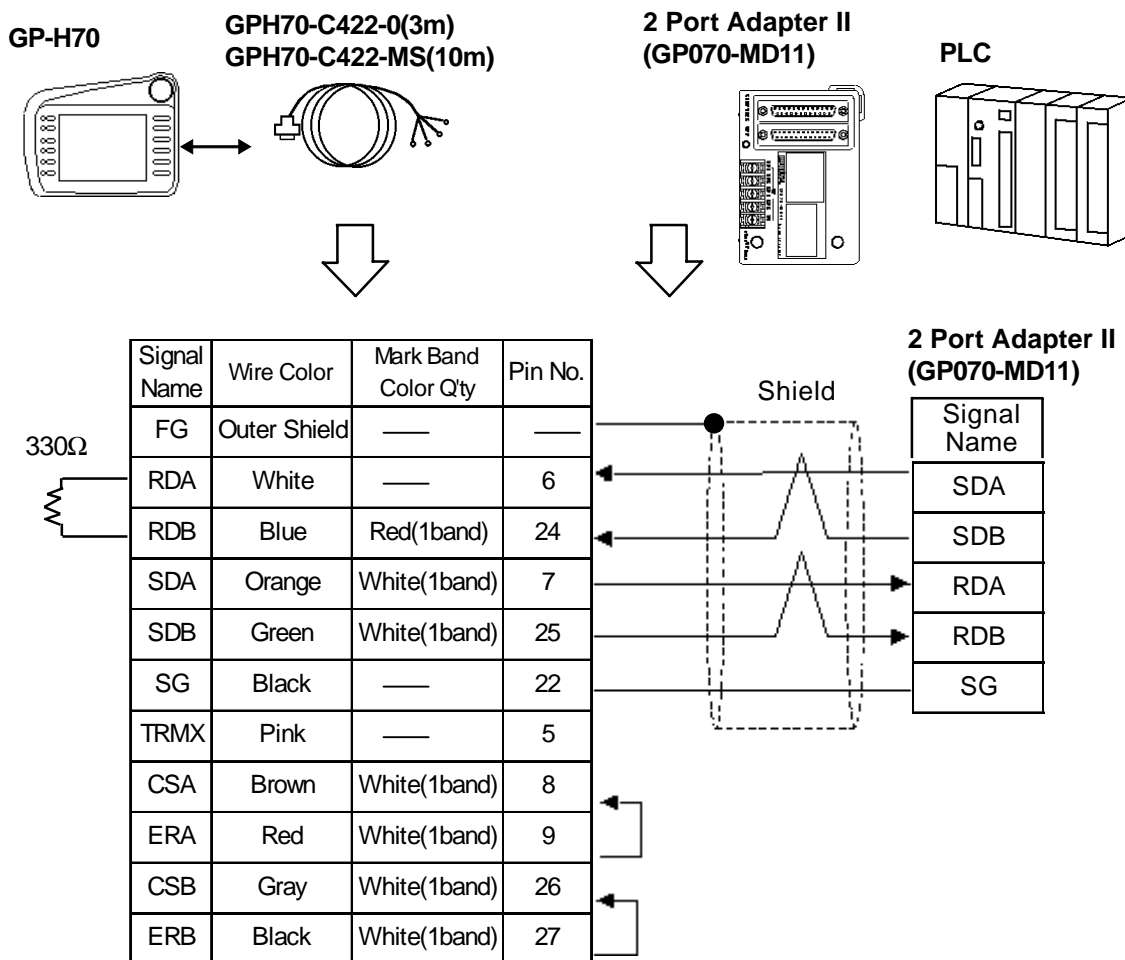 GP-H70
GPH70-C422-0(3m)
GPH70-C422-MS(10m)
2 Port Adapter II
(GP070-MD11)
PLC
Signal Name Wire Color Mark Band Color Q'ty Pin No.
FG Outer Shield —— ——
RDA White —— 6
RDB Blue Red(1band) 24
SDA Orange White(1band) 7
SDB Green White(1band) 25
SG Black —— 22
TRMX Pink —— 5
CSA Brown White(1band) 8
ERA Red White(1band) 9
CSB Gray White(1band) 26
ERB Black White(1band) 27
330Ω
Shield
2 Port Adapter II
(GP070-MD11)
Signal
Name
SDA
SDB
RDA
RDB
SG